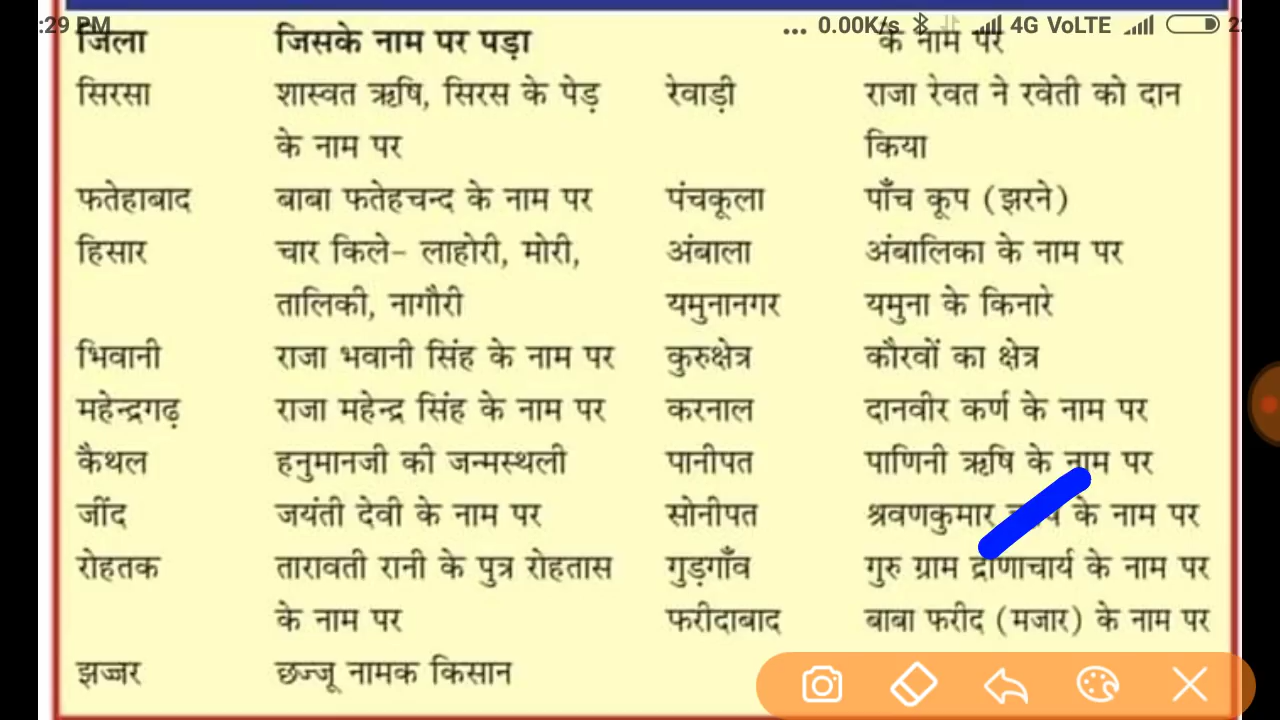 :29 PM ... 0.00K/s 4G VoLTE
जिला जिसके नाम पर पड़ा के नाम पर
सिरसा शास्वत ऋषि, सिरस के पेड़ रेवाड़ी राजा रेवत ने रवेती को दान
के नाम पर किया
फतेहाबाद बाबा फतेहचन्द के नाम पर पंचकूला पाँच कूप (झरने)
हिसार चार किले- लाहोरी, मोरी, अंबाला अंबालिका के नाम पर
तालिकी, नागौरी यमुनानगर यमुना के किनारे
भिवानी राजा भवानी सिंह के नाम पर कुरुक्षेत्र कौरवों का क्षेत्र
महेन्द्रगढ़ राजा महेन्द्र सिंह के नाम पर करनाल दानवीर कर्ण के नाम पर
कैथल हनुमानजी की जन्मस्थली पानीपत पाणिनी ऋषि के नाम पर
जींद जयंती देवी के नाम पर सोनीपत श्रवणकुमार के नाम पर
रोहतक तारावती रानी के पुत्र रोहतास गुड़गाँव गुरु ग्राम द्रोणाचार्य के नाम पर
के नाम पर फरीदाबाद बाबा फरीद (मजार) के नाम पर
झज्जर छज्जू नामक किसान